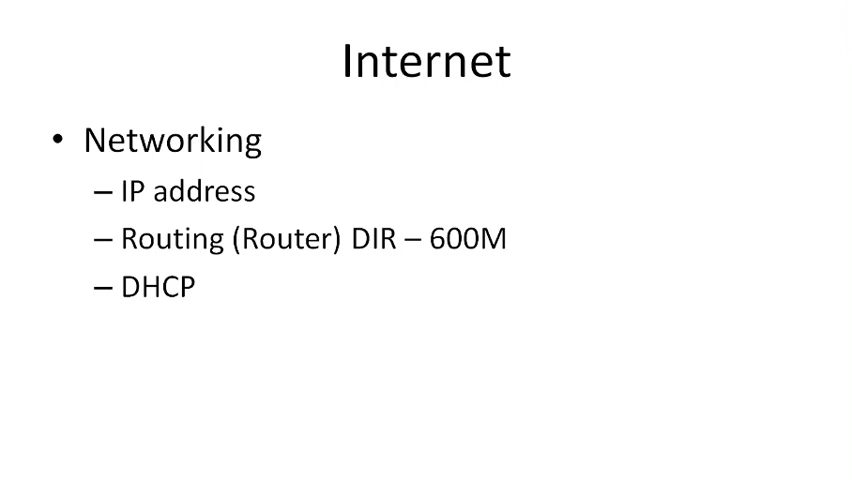 Internet
• Networking
– IP address
– Routing (Router) DIR – 600M
– DHCP